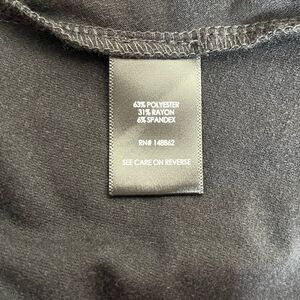 63% POLYESTER
31% RAYON
6% SPANDEX
RN# 148862
SEE CARE ON REVERSE